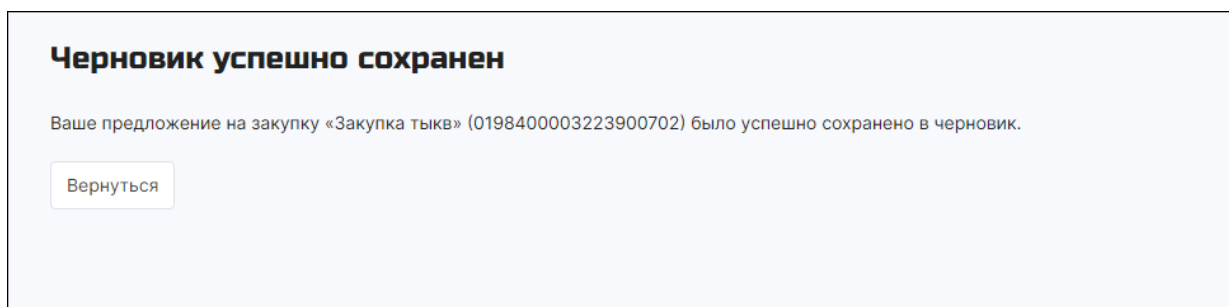 Черновик успешно сохранен
Ваше предложение на закупку «Закупка тыкв» (0198400003223900702) было успешно сохранено в черновик.
Вернуться